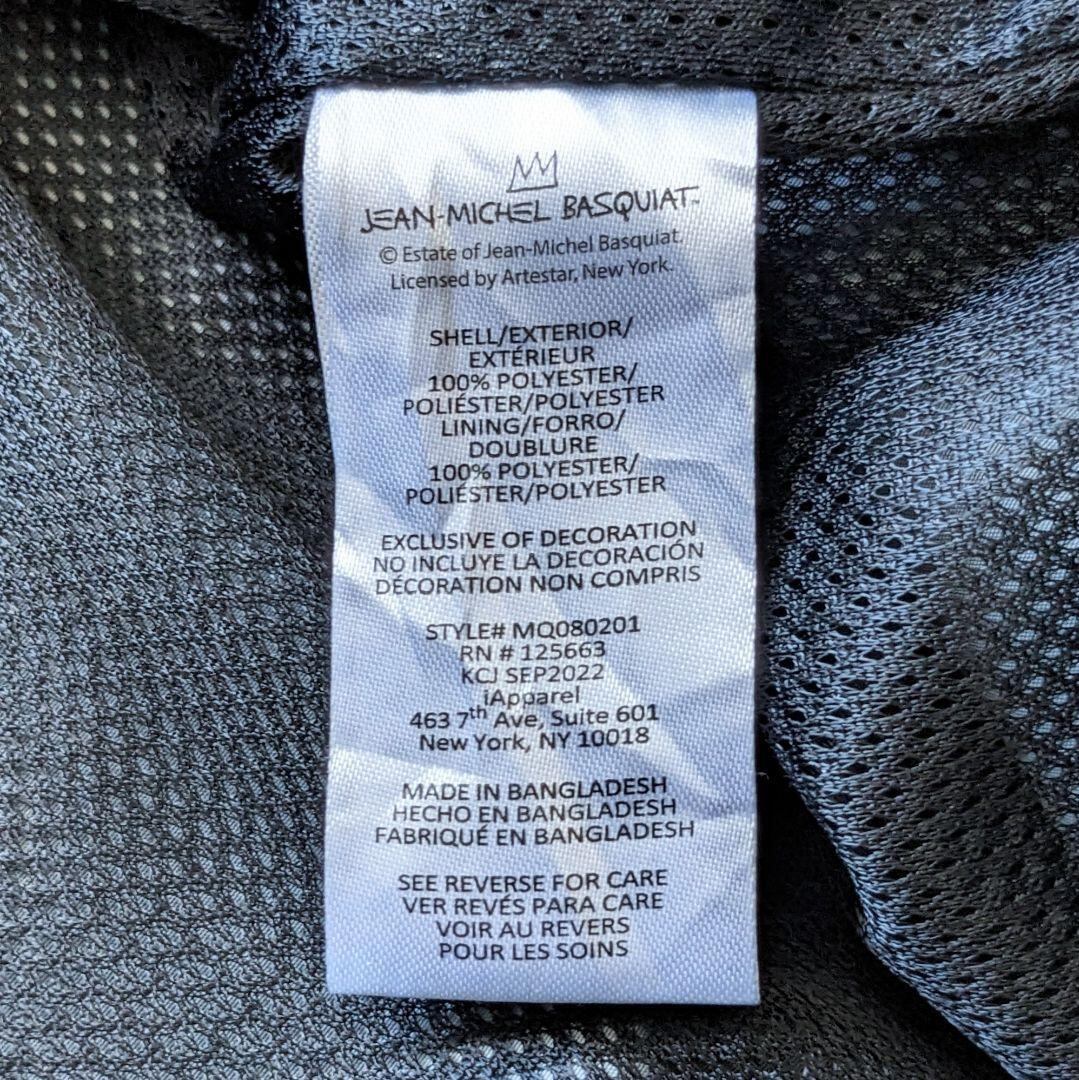 JEAN-MICHEL BASQUIAT™
© Estate of Jean-Michel Basquiat.
Licensed by Artestar, New York.
SHELL/EXTERIOR/
EXTÉRIEUR
100% POLYESTER/
POLIÉSTER/POLYESTER
LINING/FORRO/
DOUBLURE
100% POLYESTER/
POLIÉSTER/POLYESTER
EXCLUSIVE OF DECORATION
NO INCLUYE LA DECORACIÓN
DÉCORATION NON COMPRIS
STYLE# MQ080201
RN # 125663
KCJ SEP2022
iApparel
463 7th Ave, Suite 601
New York, NY 10018
MADE IN BANGLADESH
HECHO EN BANGLADESH
FABRIQUÉ EN BANGLADESH
SEE REVERSE FOR CARE
VER REVÉS PARA CARE
VOIR AU REVERS
POUR LES SOINS